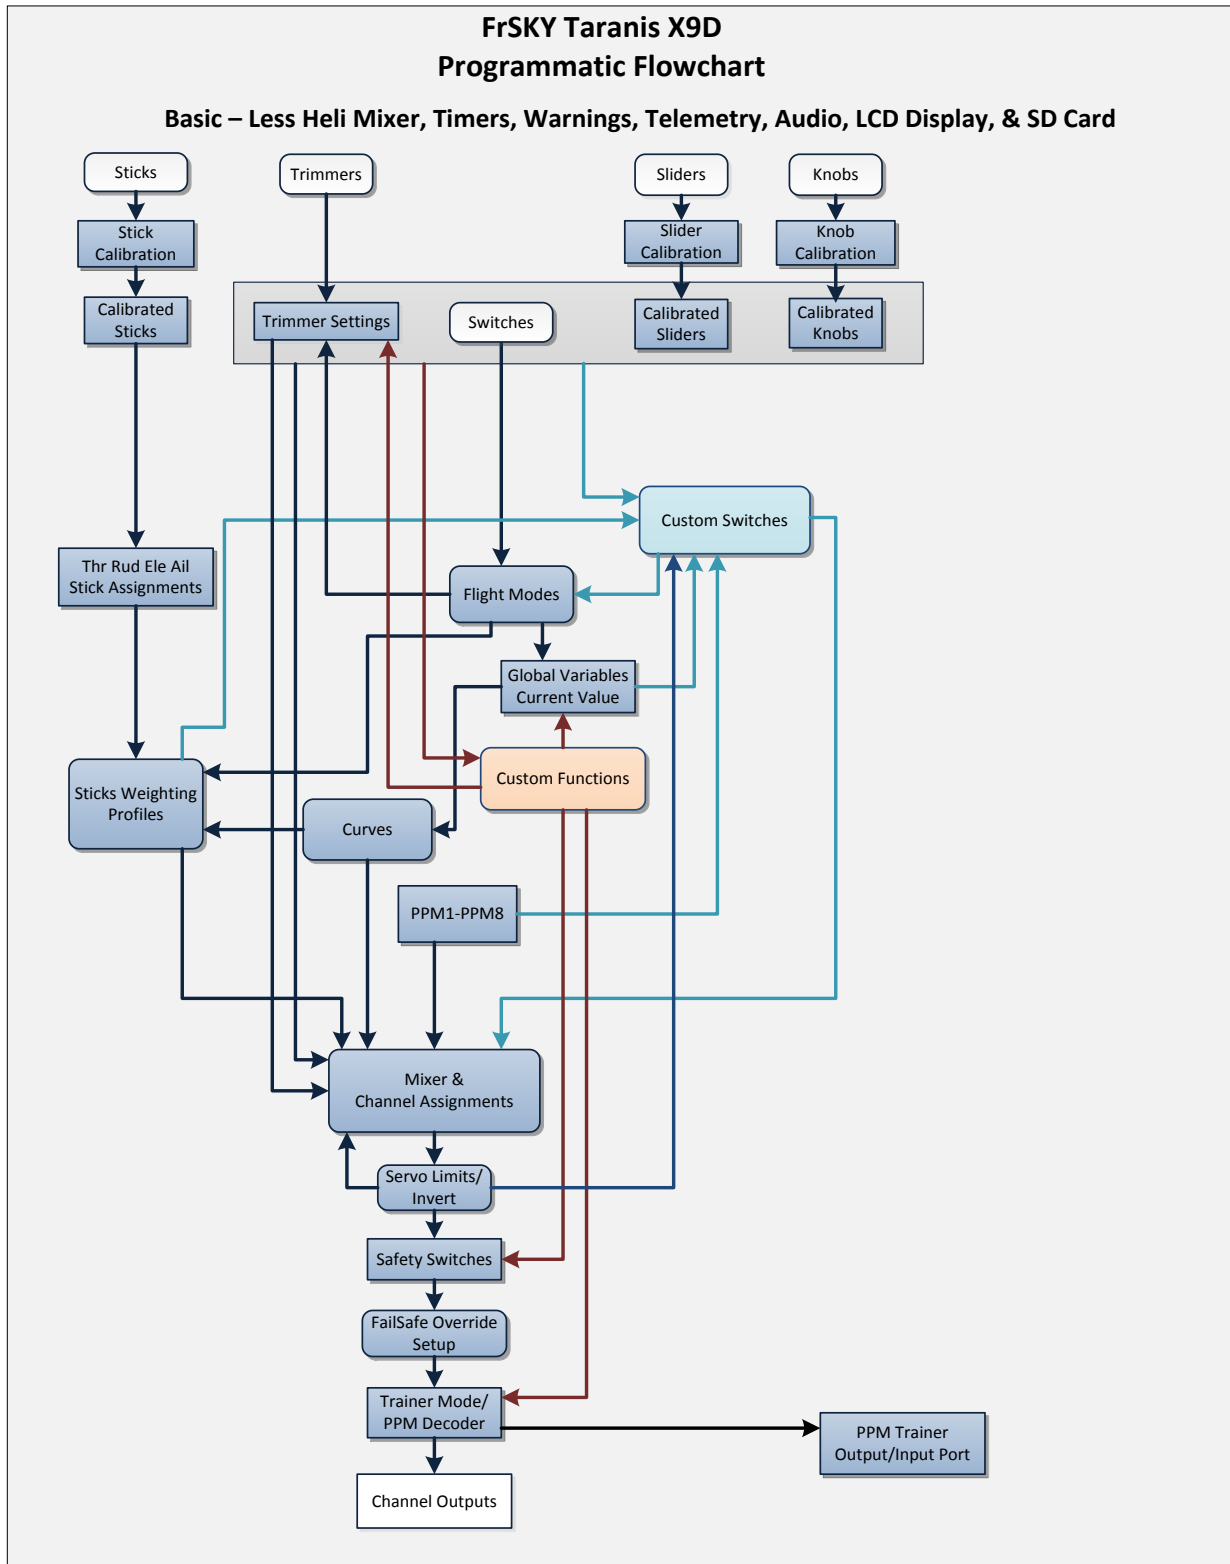 FrSKY Taranis X9D
Programmatic Flowchart
Basic – Less Heli Mixer, Timers, Warnings, Telemetry, Audio, LCD Display, & SD Card
Sticks
Trimmers
Sliders
Knobs
Stick
Calibration
Slider
Calibration
Knob
Calibration
Calibrated
Sticks
Trimmer Settings
Switches
Calibrated
Sliders
Calibrated
Knobs
Custom Switches
Thr Rud Ele Ail
Stick Assignments
Flight Modes
Global Variables
Current Value
Sticks Weighting
Profiles
Custom Functions
Curves
PPM1-PPM8
Mixer &
Channel Assignments
Servo Limits/
Invert
Safety Switches
FailSafe Override
Setup
Trainer Mode/
PPM Decoder
PPM Trainer
Output/Input Port
Channel Outputs